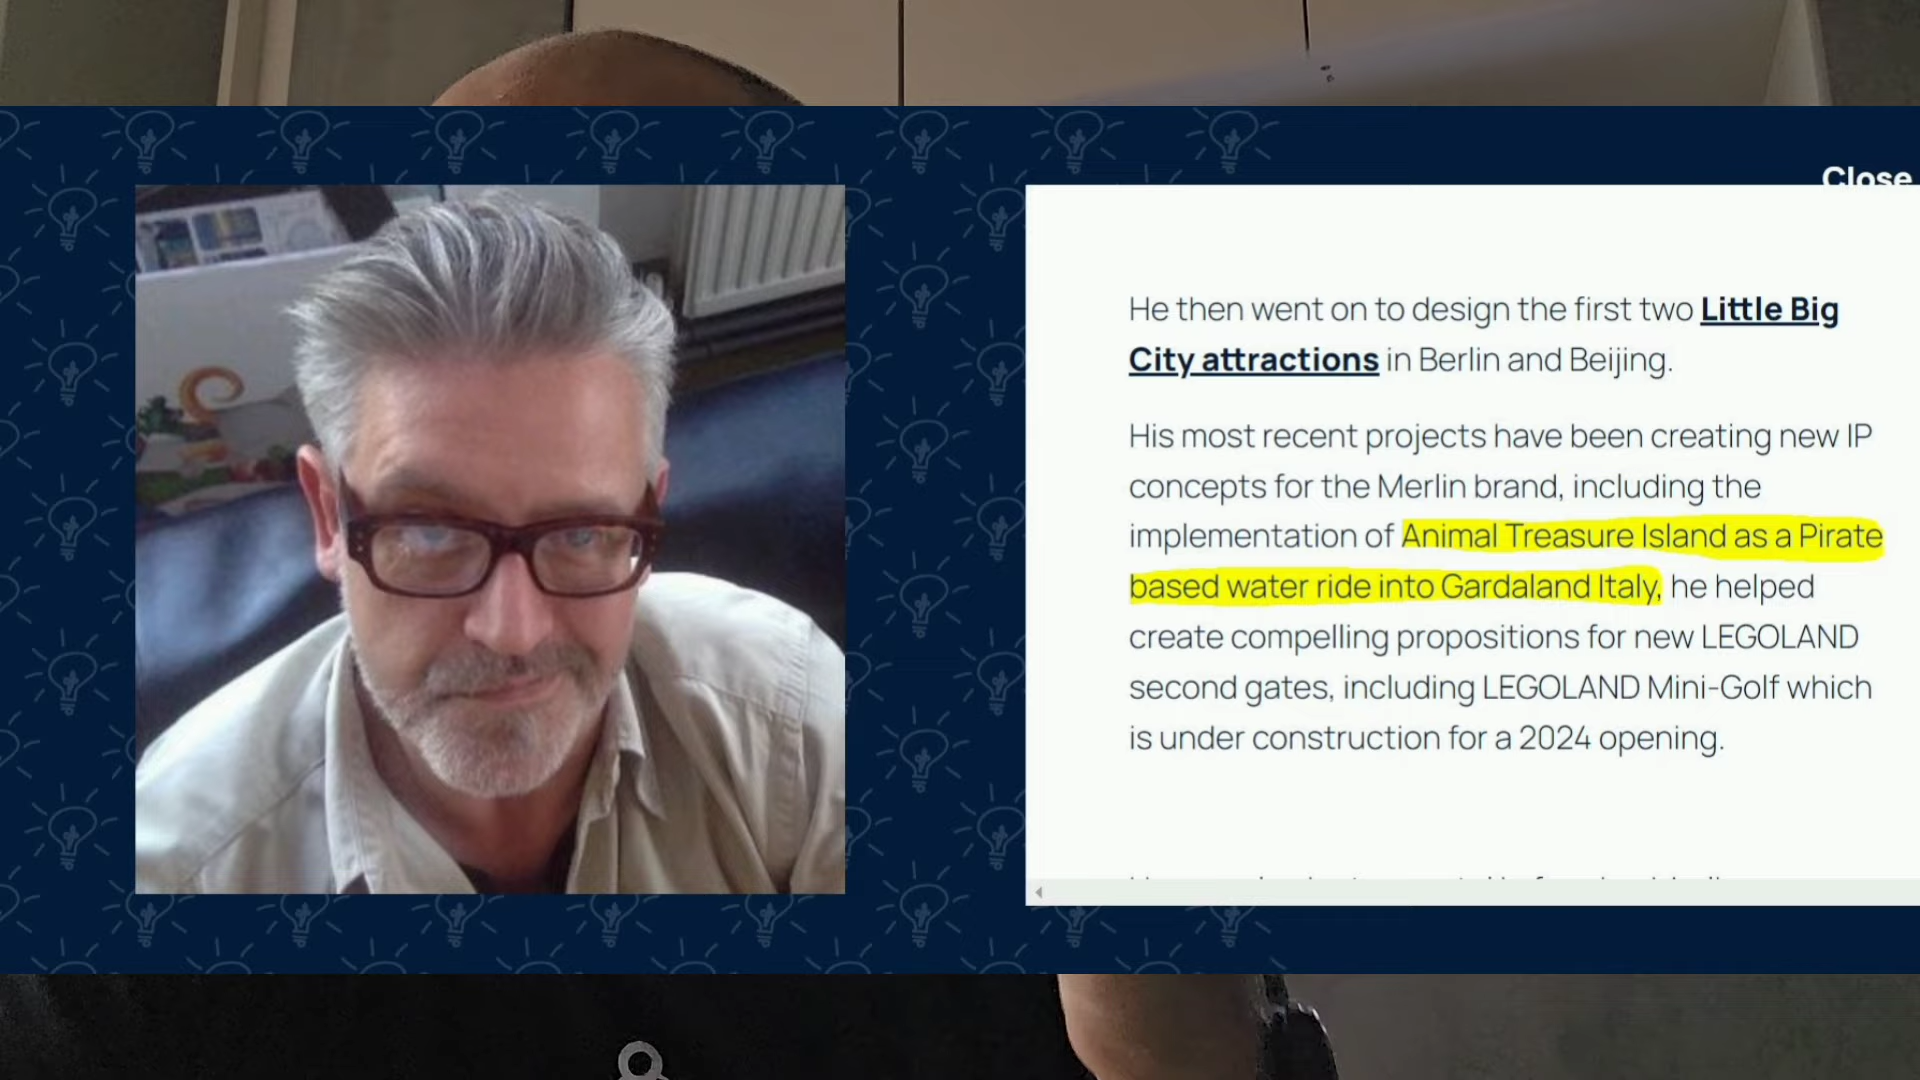 Close
He then went on to design the first two Little Big
City attractions in Berlin and Beijing.
His most recent projects have been creating new IP
concepts for the Merlin brand, including the
implementation of Animal Treasure Island as a Pirate
based water ride into Gardaland Italy, he helped
create compelling propositions for new LEGOLAND
second gates, including LEGOLAND Mini-Golf which
is under construction for a 2024 opening.